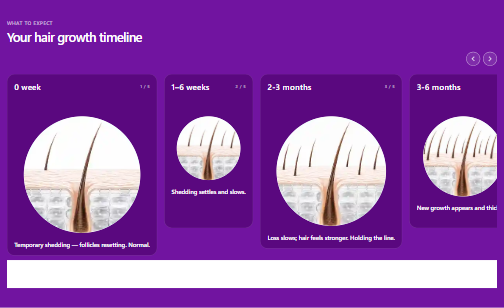 WHAT TO EXPECT
Your hair growth timeline
0 week
1 / 5
Temporary shedding — follicles resetting. Normal.
1–6 weeks
2 / 5
Shedding settles and slows.
2-3 months
3 / 5
Loss slows; hair feels stronger. Holding the line.
3-6 months
New growth appears and